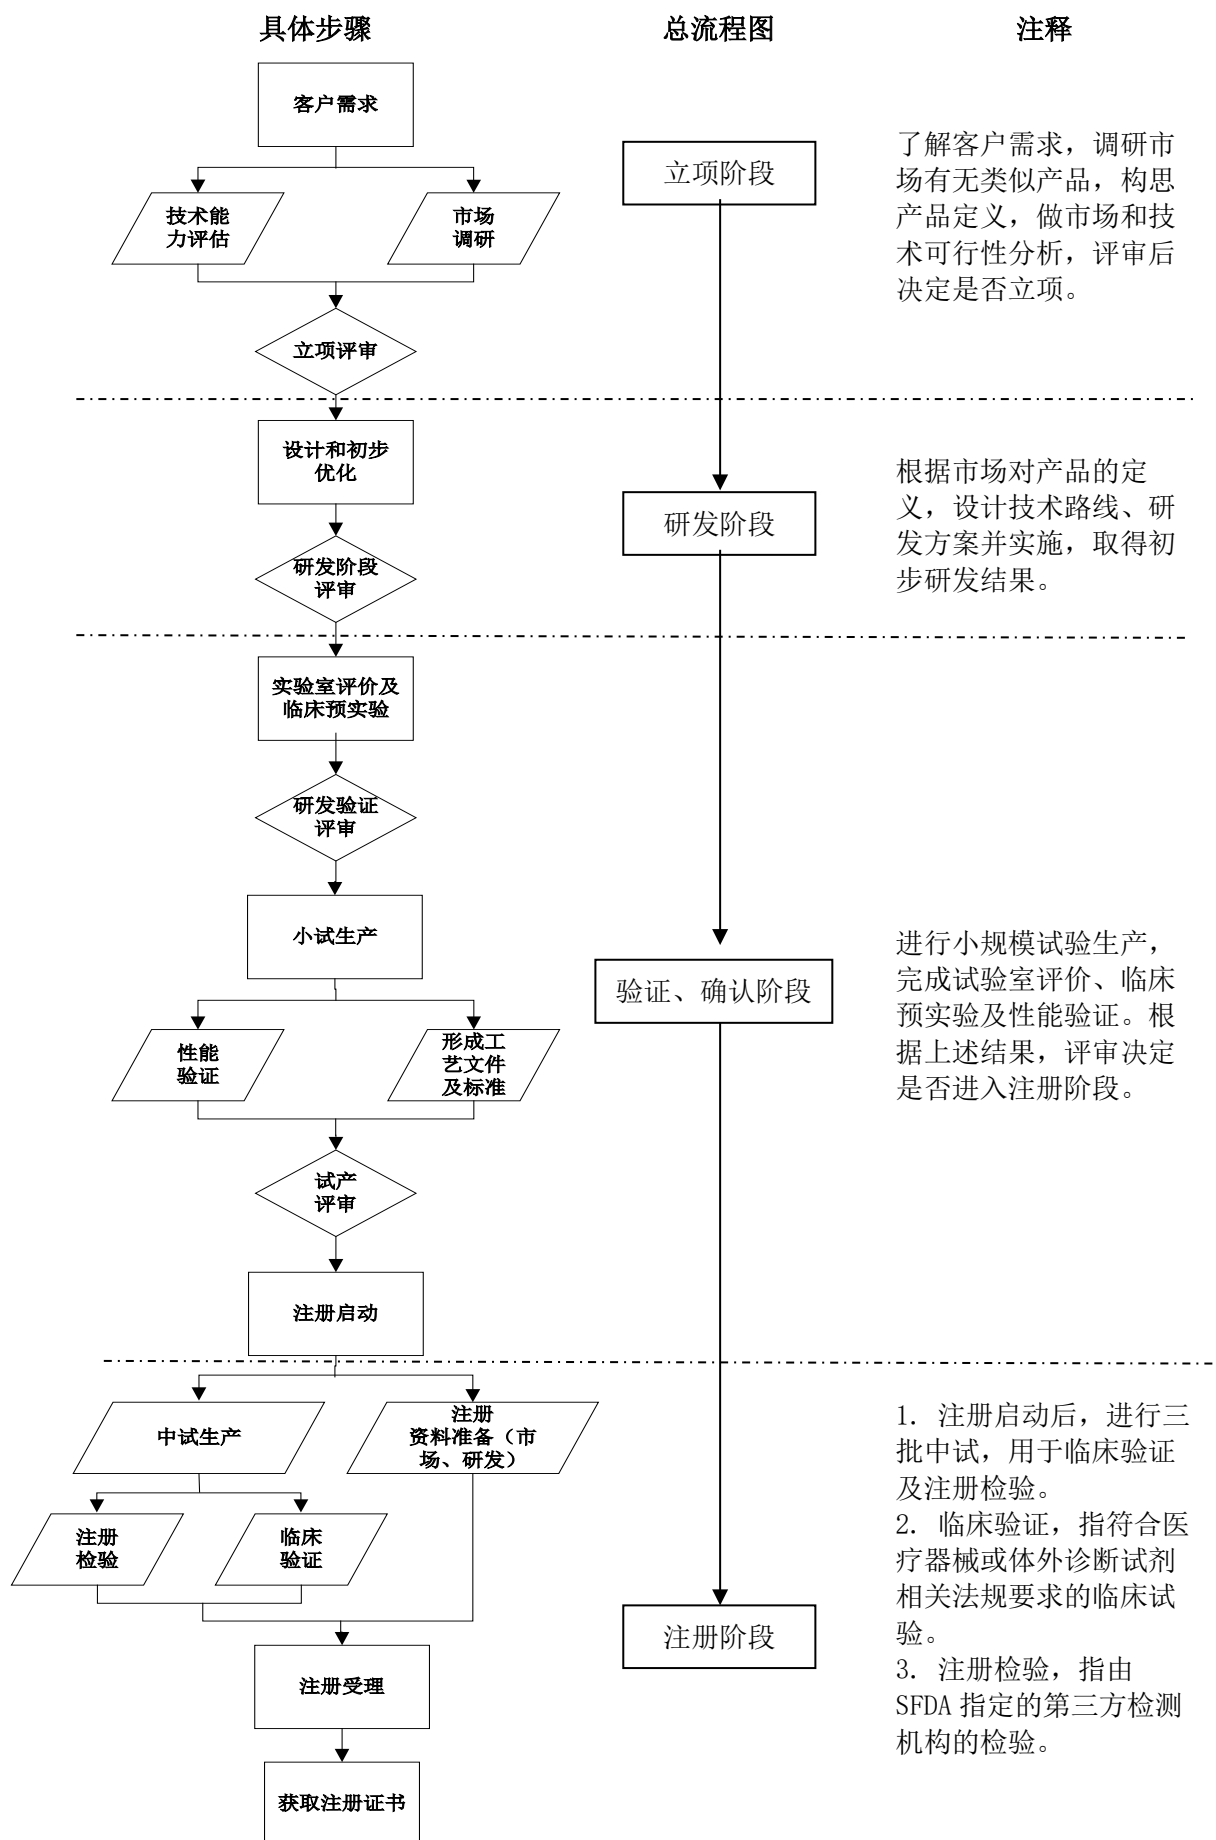 具体步骤
总流程图
注释
客户需求
技术能
力评估
市场
调研
立项评审
立项阶段
了解客户需求，调研市
场有无类似产品，构思
产品定义，做市场和技
术可行性分析，评审后
决定是否立项。
设计和初步
优化
研发阶段
评审
研发阶段
根据市场对产品的定
义，设计技术路线、研
发方案并实施，取得初
步研发结果。
实验室评价及
临床预实验
研发验证
评审
小试生产
性能
验证
形成工
艺文件
及标准
试产
评审
注册启动
验证、确认阶段
进行小规模试验生产，
完成试验室评价、临床
预实验及性能验证。根
据上述结果，评审决定
是否进入注册阶段。
中试生产
注册
资料准备（市
场、研发）
注册
检验
临床
验证
注册受理
获取注册证书
注册阶段
1. 注册启动后，进行三
批中试，用于临床验证
及注册检验。
2. 临床验证，指符合医
疗器械或体外诊断试剂
相关法规要求的临床试
验。
3. 注册检验，指由
SFDA 指定的第三方检测
机构的检验。